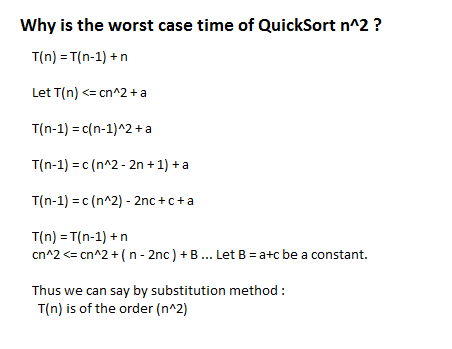 Why is the worst case time of QuickSort n^2 ?
T(n) = T(n-1) + n
Let T(n) <= cn^2 + a
T(n-1) = c(n-1)^2 + a
T(n-1) = c (n^2 - 2n + 1) + a
T(n-1) = c (n^2) - 2nc + c + a
T(n) = T(n-1) + n
cn^2 <= cn^2 + ( n - 2nc ) + B ... Let B = a+c be a constant.
Thus we can say by substitution method :
T(n) is of the order (n^2)